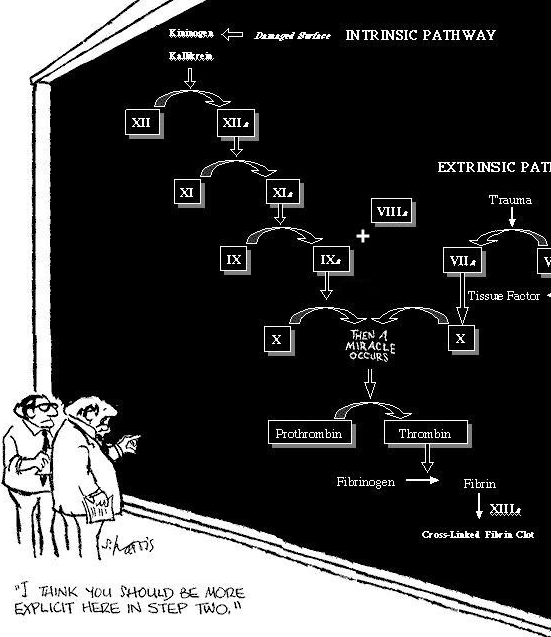 Kininogen
Damaged Surface
INTRINSIC PATHWAY
Kallikrein
XII
XIIa
EXTRINSIC PAT
XI
XIa
Trauma
VIIIa
+
IX
IXa
VIIa
V
Tissue Factor
X
THEN A
MIRACLE
OCCURS
X
Prothrombin
Thrombin
Fibrinogen
Fibrin
XIIIa
Cross-Linked Fibrin Clot
S. HARRIS
"I THINK YOU SHOULD BE MORE
EXPLICIT HERE IN STEP TWO."